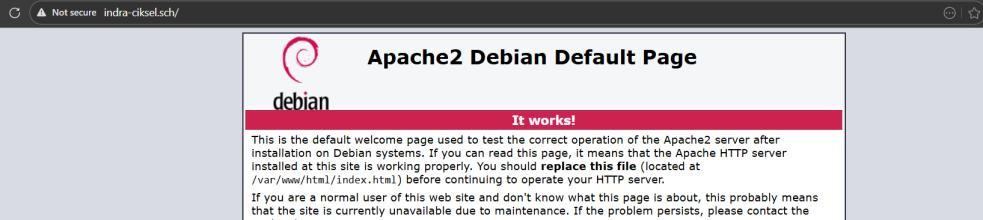 Not secure indra-ciksel.sch/
Apache2 Debian Default Page
debian
It works!
This is the default welcome page used to test the correct operation of the Apache2 server after
installation on Debian systems. If you can read this page, it means that the Apache HTTP server
installed at this site is working properly. You should replace this file (located at
/var/www/html/index.html) before continuing to operate your HTTP server.
If you are a normal user of this web site and don't know what this page is about, this probably means
that the site is currently unavailable due to maintenance. If the problem persists, please contact the